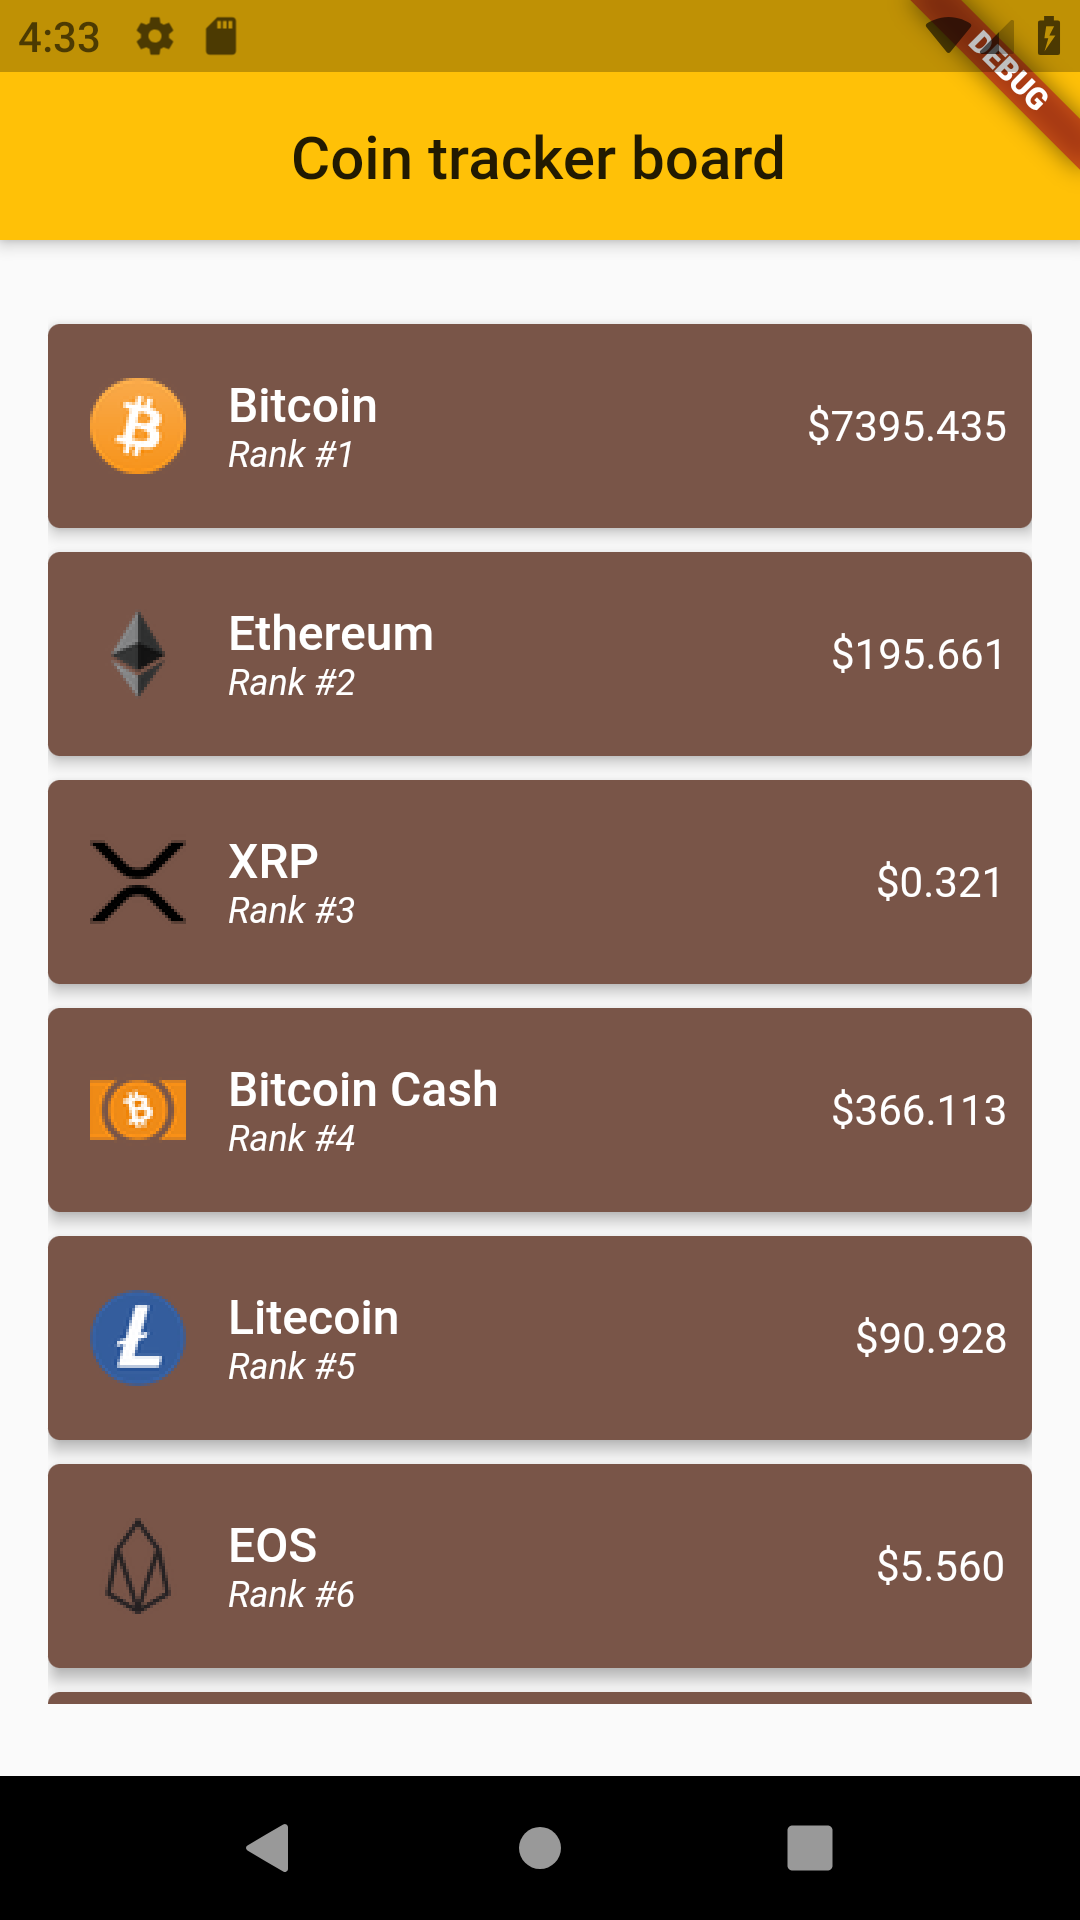 4:33
DEBUG
Coin tracker board
Bitcoin
Rank #1
$7395.435
Ethereum
Rank #2
$195.661
XRP
Rank #3
$0.321
Bitcoin Cash
Rank #4
$366.113
Litecoin
Rank #5
$90.928
EOS
Rank #6
$5.560